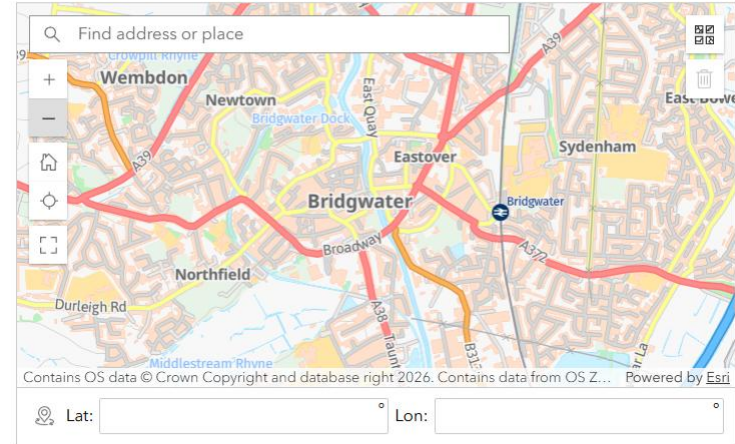 Find address or place
A39
39
Crowpill Rhyne
Wembdon
Newtown
East Quay
East Bowe
Bridgwater Dock
Eastover
Sydenham
A39
Bridgwater
Bridgwater
Broadway
A372
Northfield
Durleigh Rd
A38
Taunt
B31
ar La
Middlestream Rhyne
Contains OS data © Crown Copyright and database right 2026. Contains data from OS Z... Powered by Esri
Lat: ° Lon: °